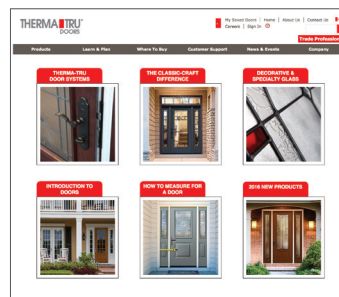 THERMA TRU
DOORS
My Saved Doors | Home | About Us | Contact Us
Careers | Sign In
Trade Profession
Products Learn & Plan Where To Buy Customer Support News & Events Company
THERMA-TRU
DOOR SYSTEMS
THE CLASSIC-CRAFT
DIFFERENCE
DECORATIVE &
SPECIALTY GLASS
INTRODUCTION TO
DOORS
HOW TO MEASURE FOR
A DOOR
2016 NEW PRODUCTS